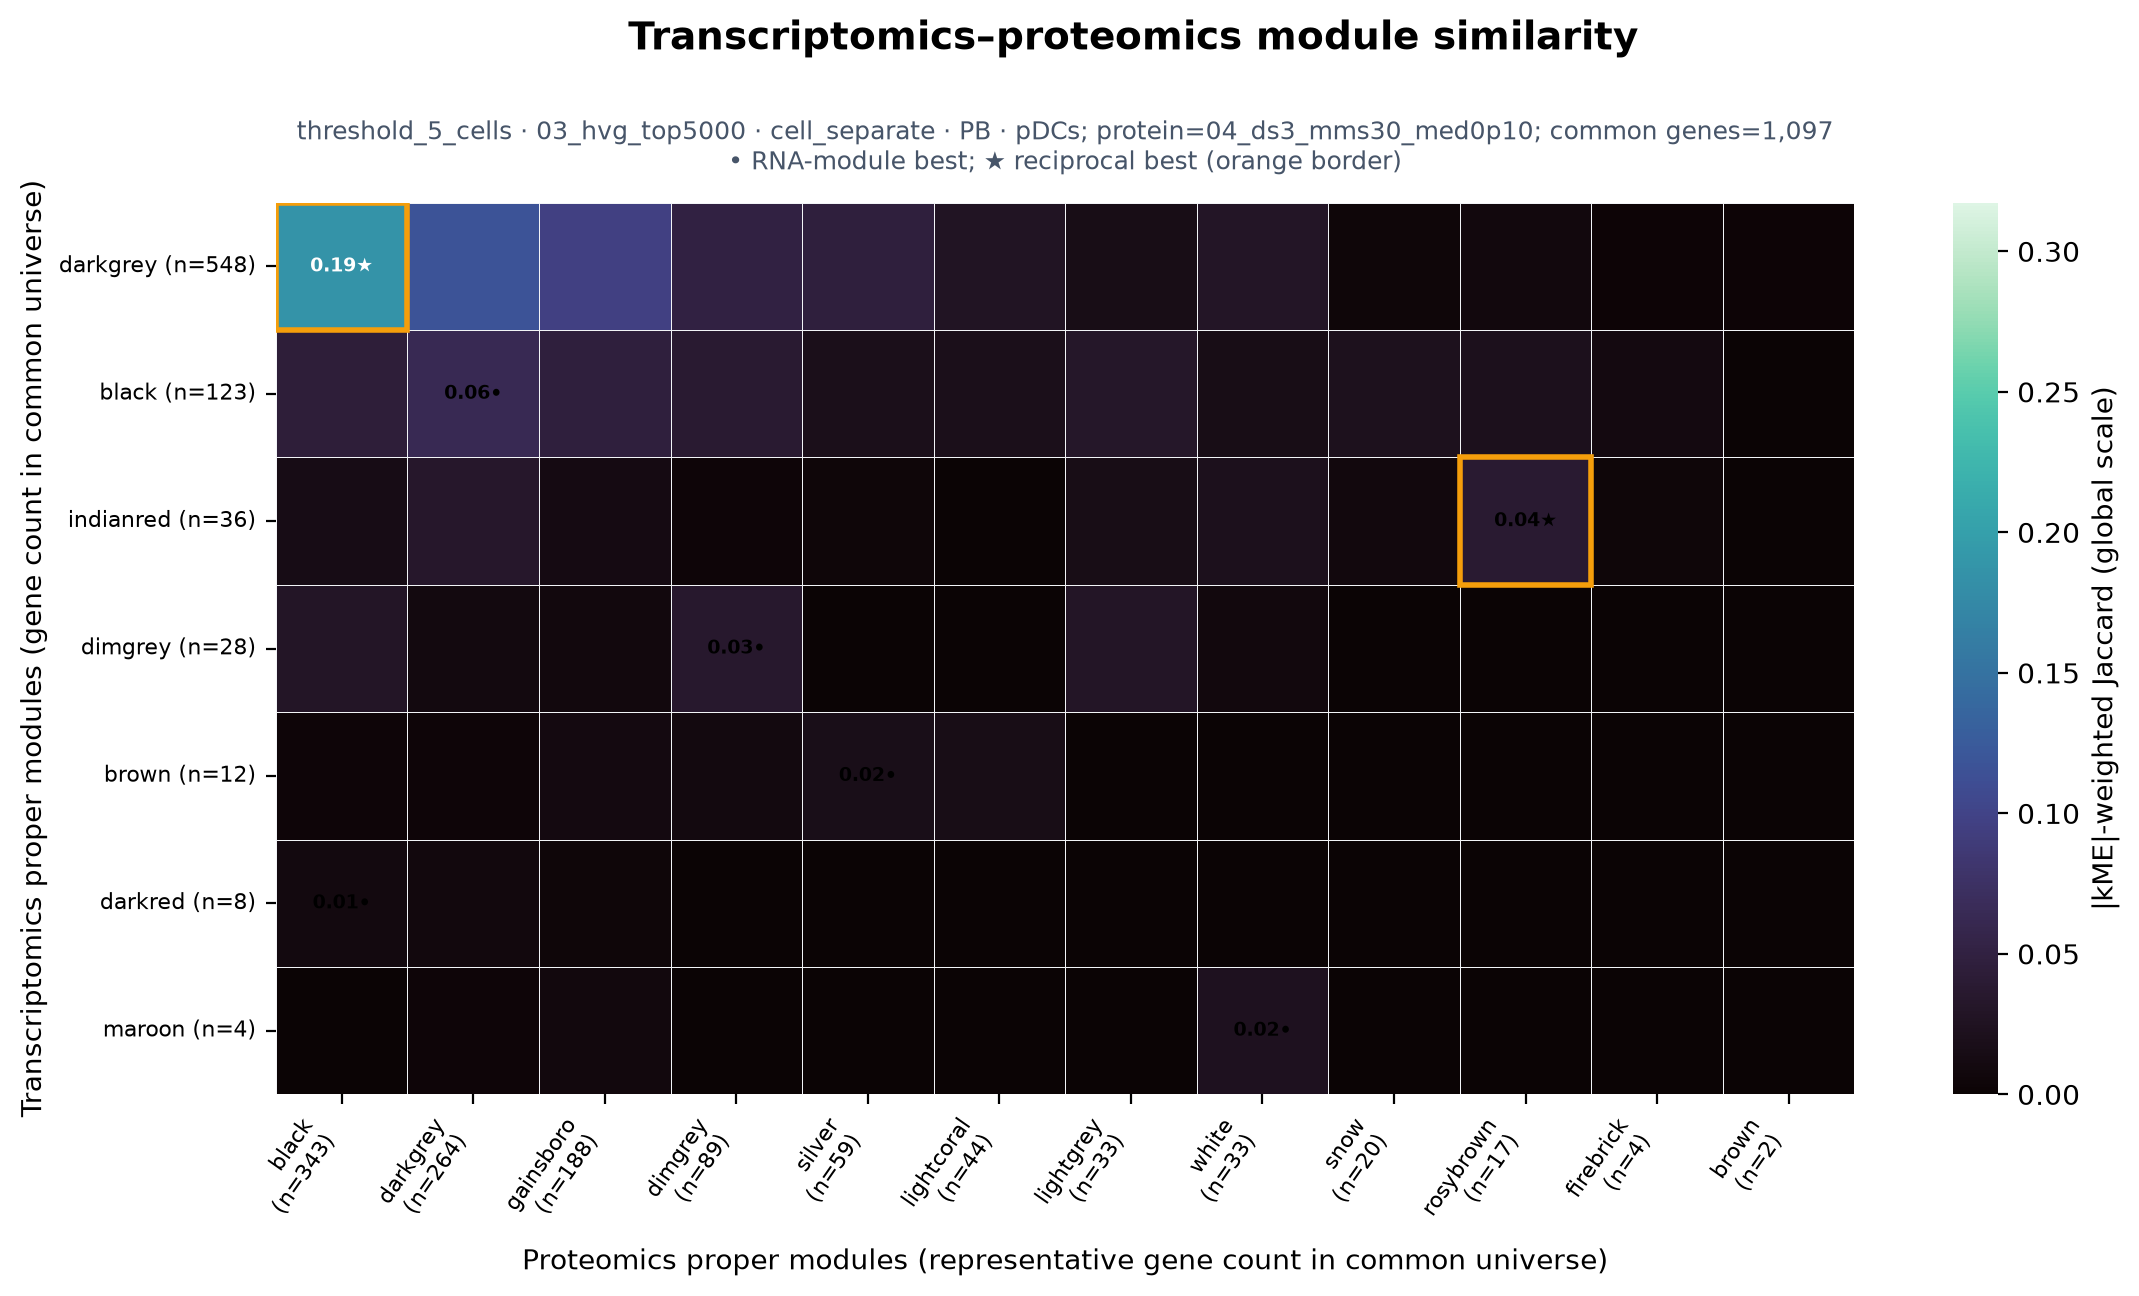 Transcriptomics–proteomics module similarity
threshold_5_cells · 03_hvg_top5000 · cell_separate · PB · pDCs; protein=04_ds3_mms30_med0p10; common genes=1,097
• RNA-module best; ★ reciprocal best (orange border)
Transcriptomics proper modules (gene count in common universe)
darkgrey (n=548)
black (n=123)
indianred (n=36)
dimgrey (n=28)
brown (n=12)
darkred (n=8)
maroon (n=4)
0.19★
0.06•
0.04★
0.03•
0.02•
0.01•
0.02•
black
(n=343)
darkgrey
(n=264)
gainsboro
(n=188)
dimgrey
(n=89)
silver
(n=59)
lightcoral
(n=44)
lightgrey
(n=33)
white
(n=33)
snow
(n=20)
rosybrown
(n=17)
firebrick
(n=4)
brown
(n=2)
Proteomics proper modules (representative gene count in common universe)
0.30
0.25
0.20
0.15
0.10
0.05
0.00
|kME|-weighted Jaccard (global scale)